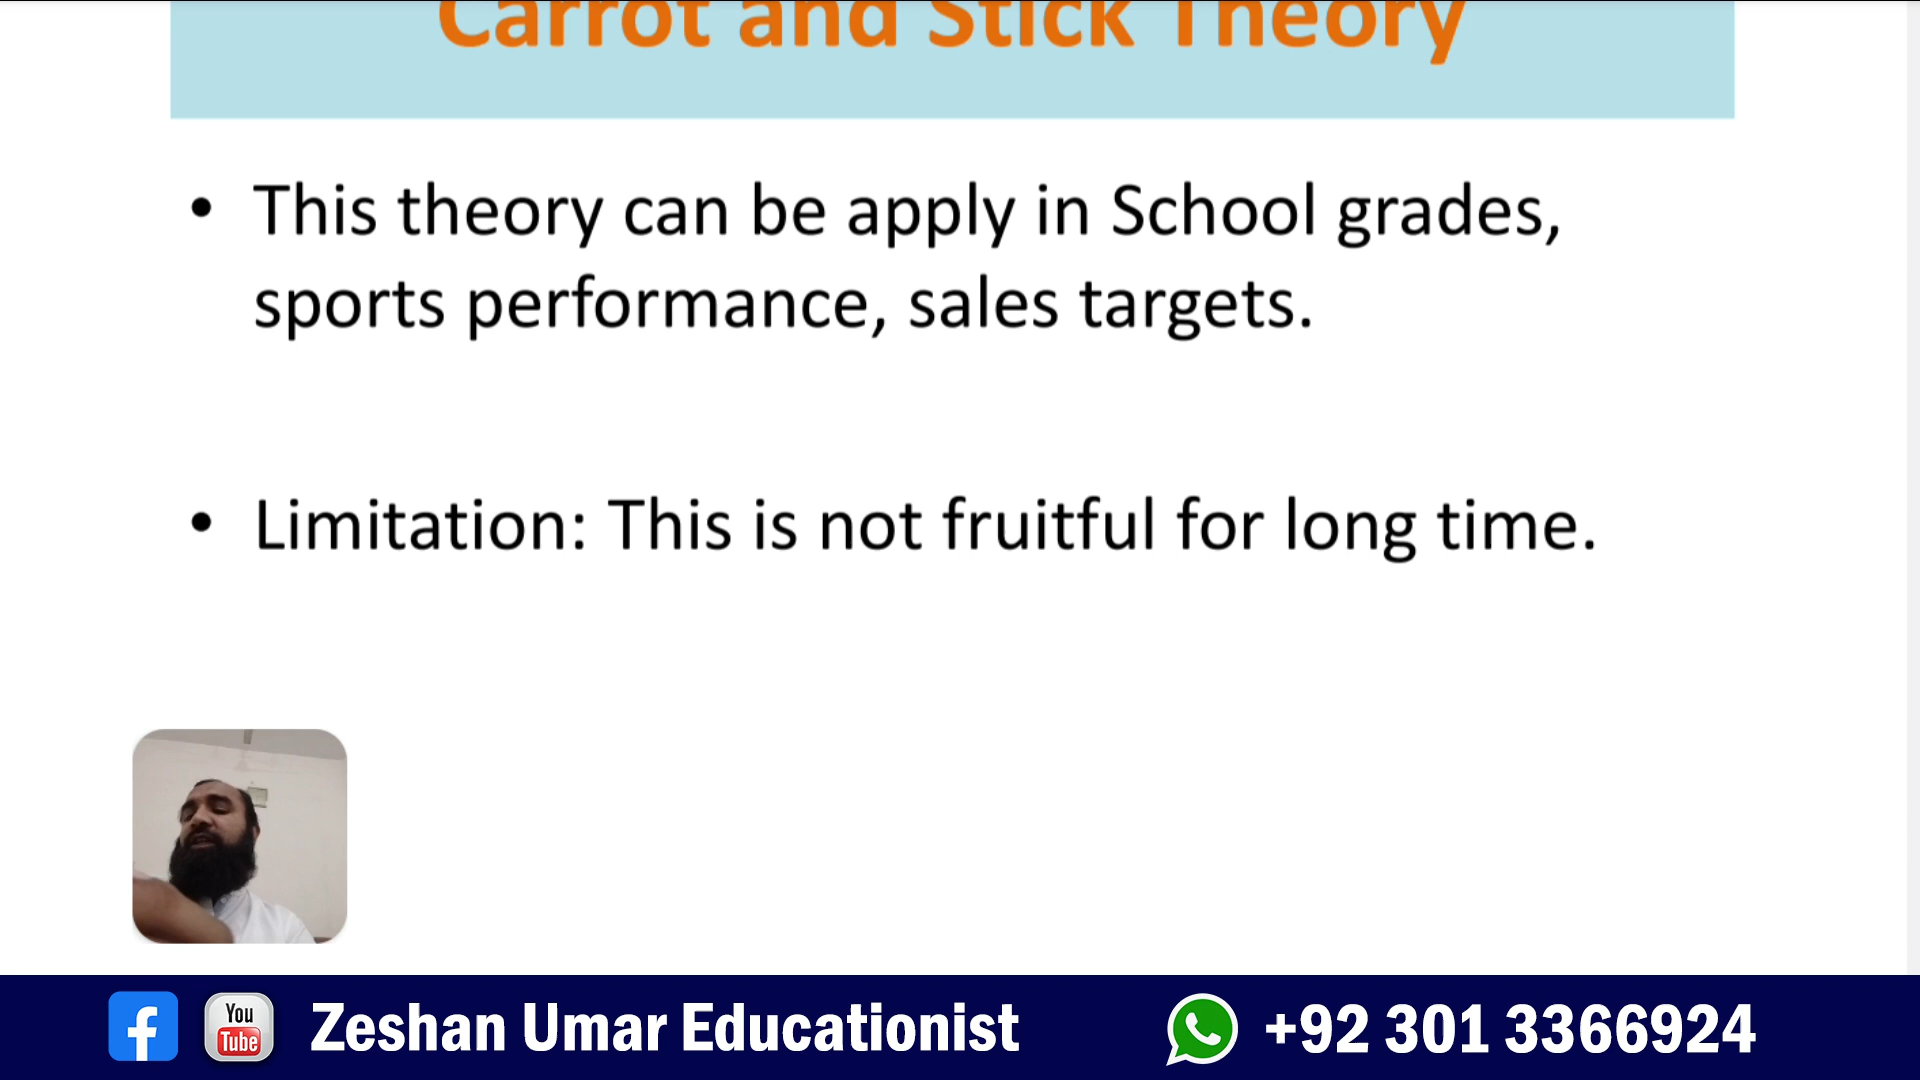 Carrot and Stick Theory
• This theory can be apply in School grades,
sports performance, sales targets.
• Limitation: This is not fruitful for long time.
f You Tube Zeshan Umar Educationist +92 301 3366924